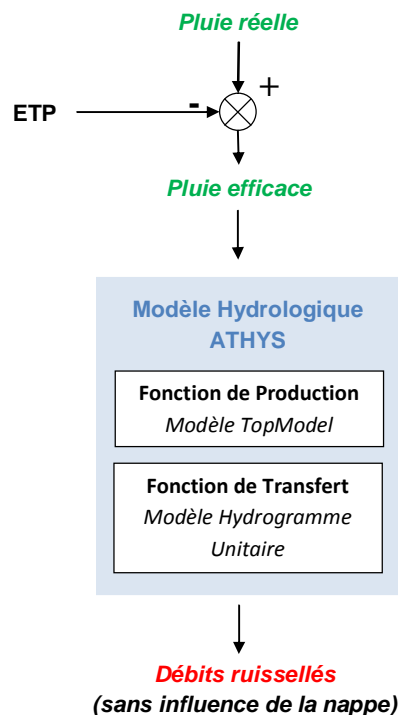 Pluie réelle
+
-
ETP
Pluie efficace
Modèle Hydrologique
ATHYS
Fonction de Production
Modèle TopModel
Fonction de Transfert
Modèle Hydrogramme
Unitaire
Débits ruissellés
(sans influence de la nappe)